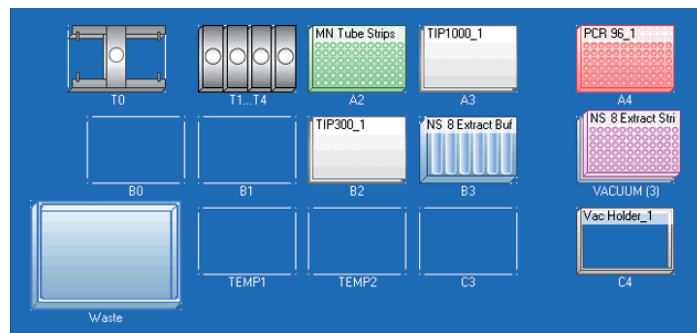 MN Tube Strips
TIP1000_1
PCR 96_1
T0
T1...T4
A2
A3
A4
TIP300_1
NS 8 Extract Buf
NS 8 Extract Stri
B0
B1
B2
B3
VACUUM (3)
Vac Holder_1
TEMP1
TEMP2
C3
C4
Waste